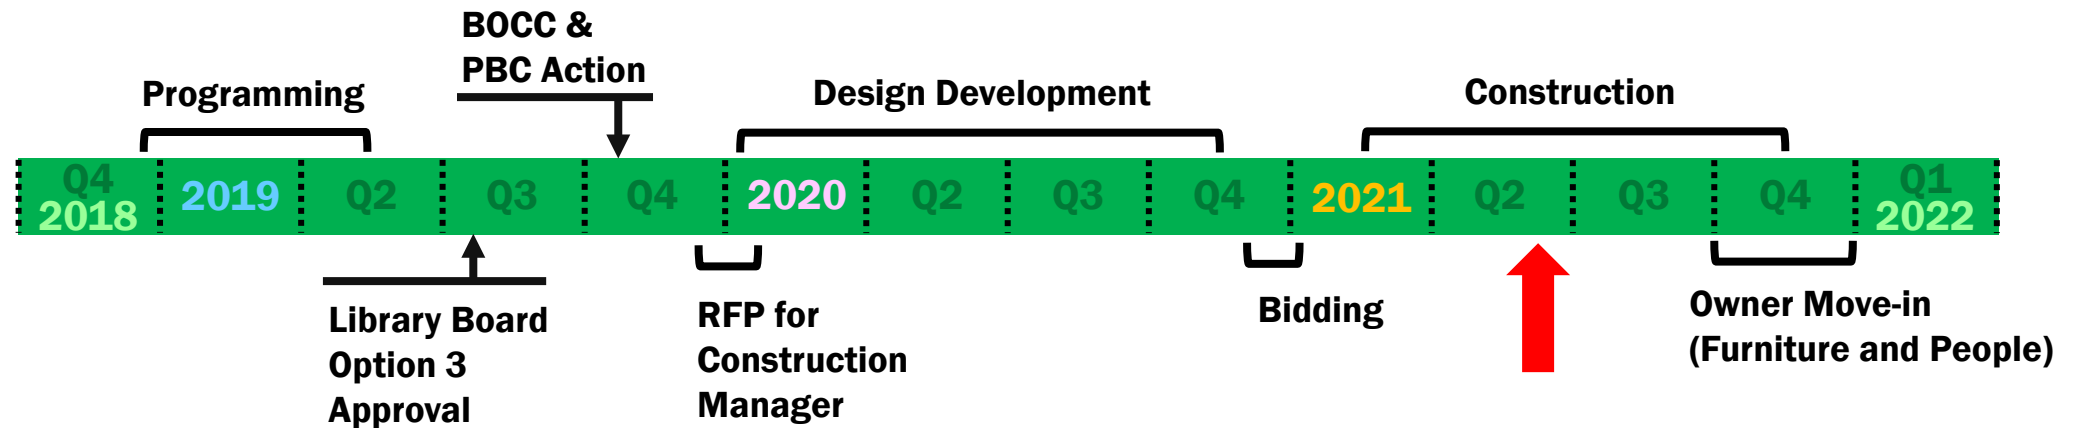 BOCC &
PBC Action
Programming
Design Development
Construction
Q4
2018
2019
Q2
Q3
Q4
2020
Q2
Q3
Q4
2021
Q2
Q3
Q4
Q1
2022
Library Board
Option 3
Approval
RFP for
Construction
Manager
Bidding
Owner Move-in
(Furniture and People)